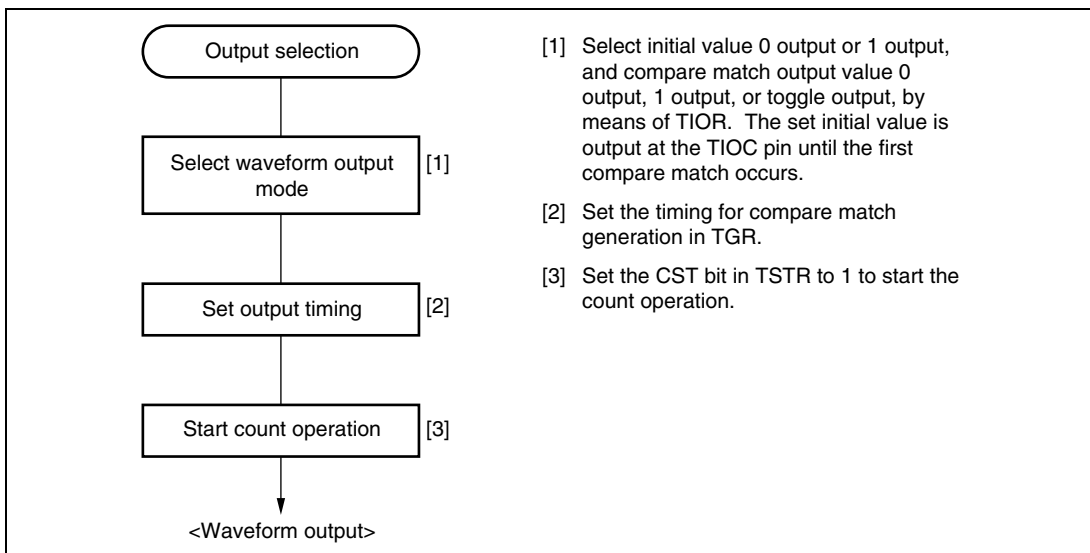 Output selection
Select waveform output
mode
[1]
Set output timing
[2]
Start count operation
[3]
<Waveform output>
[1] Select initial value 0 output or 1 output,
and compare match output value 0
output, 1 output, or toggle output, by
means of TIOR. The set initial value is
output at the TIOC pin until the first
compare match occurs.
[2] Set the timing for compare match
generation in TGR.
[3] Set the CST bit in TSTR to 1 to start the
count operation.